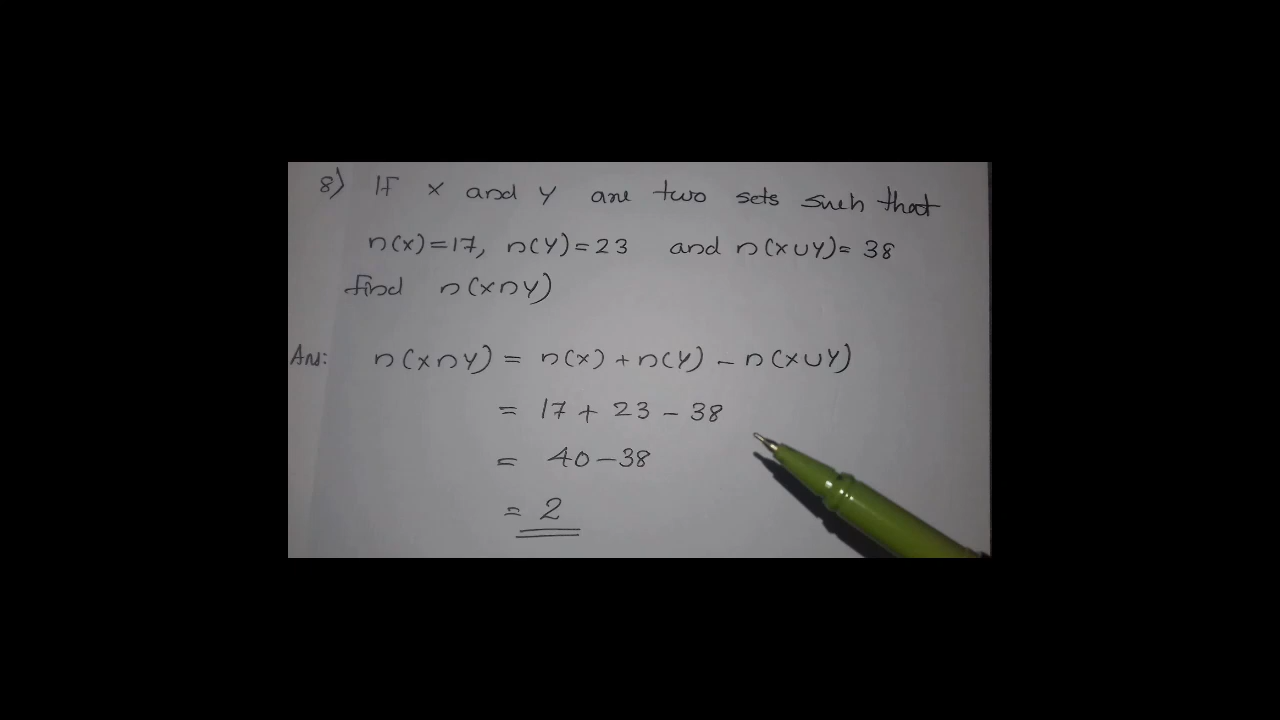 8) If X and Y are two sets such that
n(X)=17, n(Y)=23 and n(X∪Y)= 38
find n(X∩Y)
Ans: n(X∩Y) = n(X) + n(Y) - n(X∪Y)
= 17 + 23 - 38
= 40 - 38
= 2